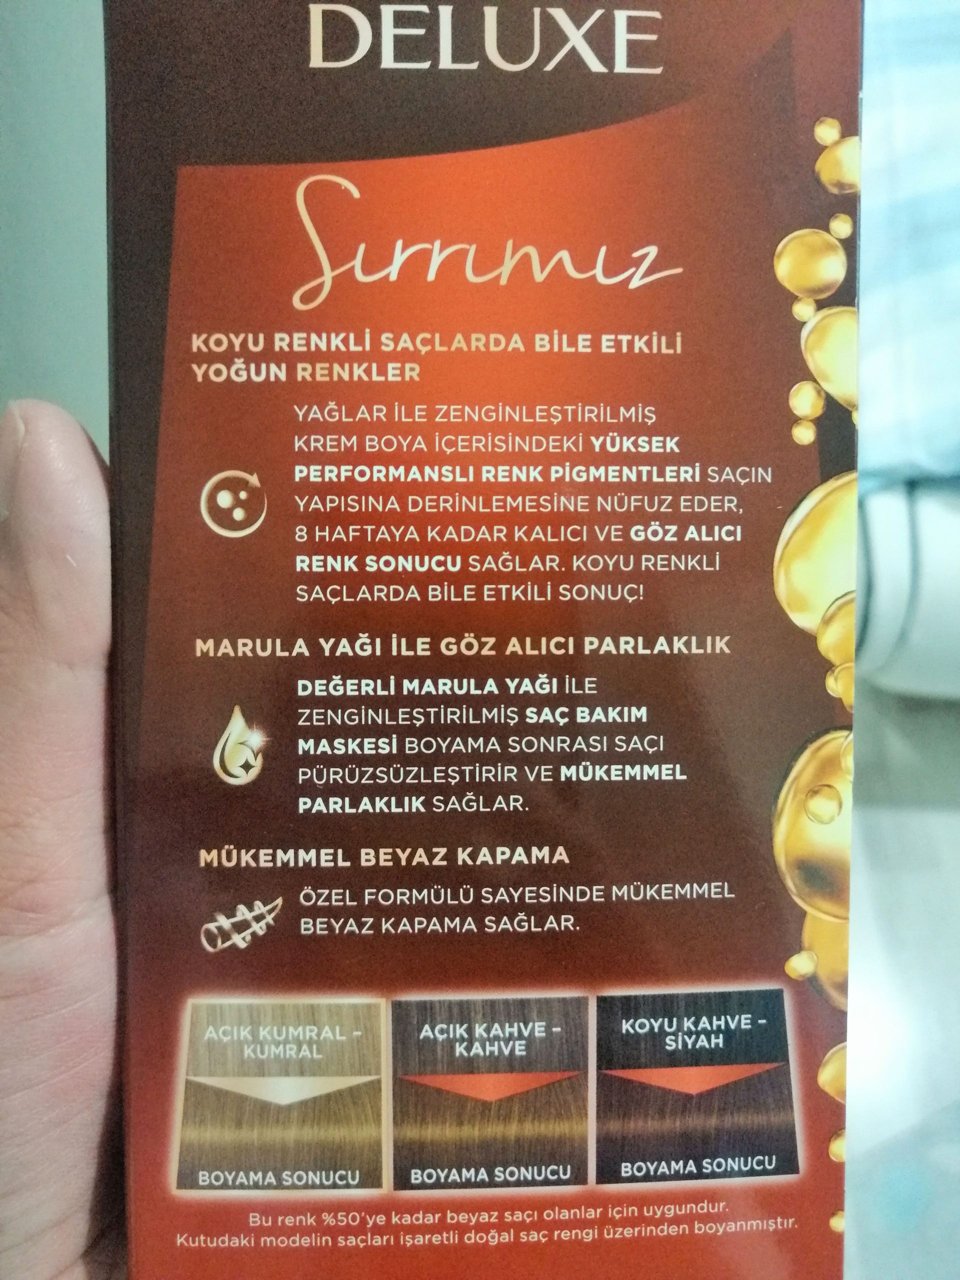 DELUXE
Sırrımız
KOYU RENKLİ SAÇLARDA BİLE ETKİLİ
YOĞUN RENKLER
YAĞLAR İLE ZENGİNLEŞTİRİLMİŞ
KREM BOYA İÇERİSİNDEKİ YÜKSEK
PERFORMANSLI RENK PİGMENTLERİ SAÇIN
YAPISINA DERİNLEMESİNE NÜFUZ EDER,
8 HAFTAYA KADAR KALICI VE GÖZ ALICI
RENK SONUCU SAĞLAR. KOYU RENKLİ
SAÇLARDA BİLE ETKİLİ SONUÇ!
MARULA YAĞI İLE GÖZ ALICI PARLAKLIK
DEĞERLİ MARULA YAĞI İLE
ZENGİNLEŞTİRİLMİŞ SAÇ BAKIM
MASKESİ BOYAMA SONRASI SAÇI
PÜRÜZSÜZLEŞTİRİR VE MÜKEMMEL
PARLAKLIK SAĞLAR.
MÜKEMMEL BEYAZ KAPAMA
ÖZEL FORMÜLÜ SAYESİNDE MÜKEMMEL
BEYAZ KAPAMA SAĞLAR.
AÇIK KUMRAL –
KUMRAL
BOYAMA SONUCU
AÇIK KAHVE –
KAHVE
BOYAMA SONUCU
KOYU KAHVE –
SİYAH
BOYAMA SONUCU
Bu renk %50'ye kadar beyaz saçı olanlar için uygundur.
Kutudaki modelin saçları işaretli doğal saç rengi üzerinden boyanmıştır.